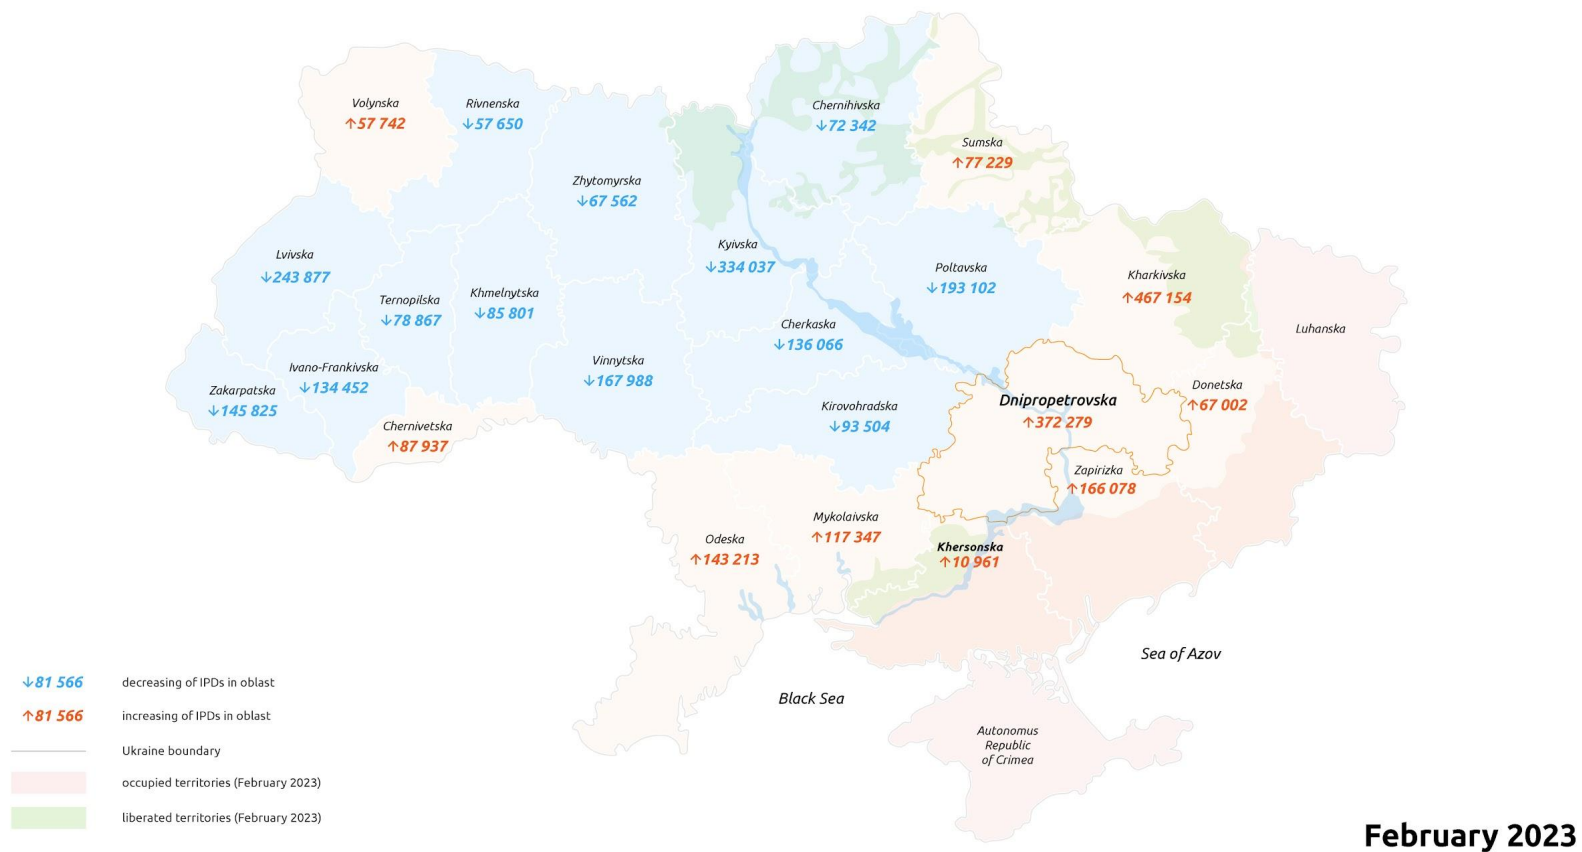 Volynska
↑57 742
Rivnenska
↓57 650
Chernihivska
↓72 342
Sumska
↑77 229
Zhytomyrska
↓67 562
Kyivska
↓334 037
Lvivska
↓243 877
Ternopilska
↓78 867
Khmelnytska
↓85 801
Poltavska
↓193 102
Kharkivska
↑467 154
Luhanska
Cherkaska
↓136 066
Vinnytska
↓167 988
Ivano-Frankivska
↓134 452
Zakarpatska
↓145 825
Chernivetska
↑87 937
Kirovohradska
↓93 504
Dnipropetrovska
↑372 279
Donetska
↑67 002
Zapirizka
↑166 078
Mykolaivska
↑117 347
Odeska
↑143 213
Khersonska
↑10 961
Sea of Azov
Black Sea
Autonomus
Republic
of Crimea
↓81 566 decreasing of IPDs in oblast
↑81 566 increasing of IPDs in oblast
Ukraine boundary
occupied territories (February 2023)
liberated territories (February 2023)
February 2023